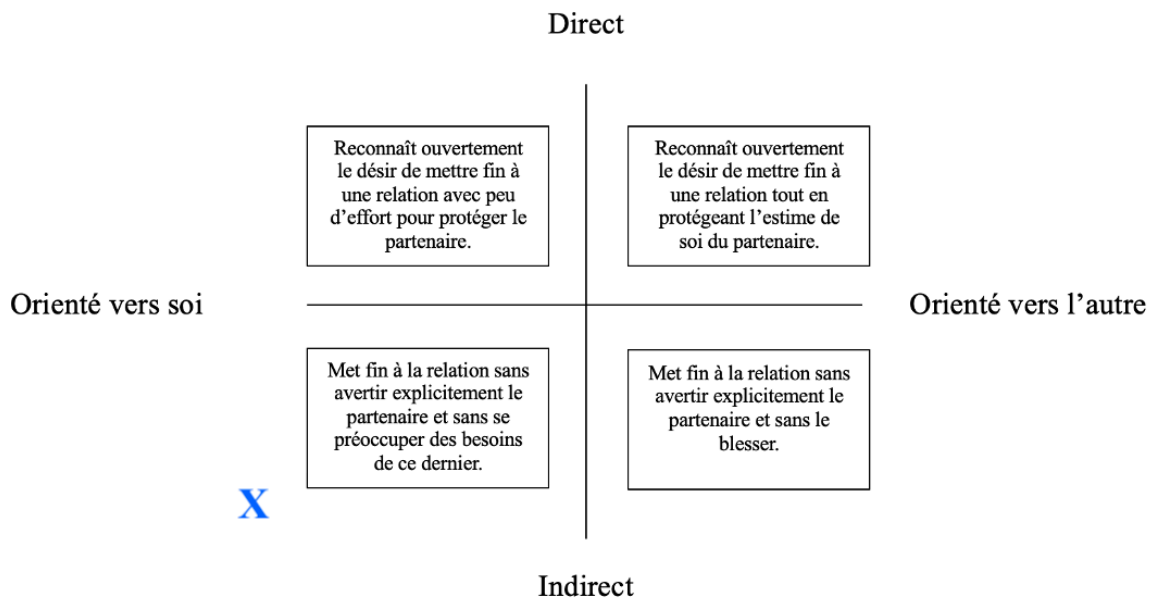 Direct
Reconnaît ouvertement
le désir de mettre fin à
une relation avec peu
d’effort pour protéger le
partenaire.
Reconnaît ouvertement
le désir de mettre fin à
une relation tout en
protégeant l’estime de
soi du partenaire.
Orienté vers soi
Orienté vers l’autre
Met fin à la relation sans
avertir explicitement le
partenaire et sans se
préoccuper des besoins
de ce dernier.
Met fin à la relation sans
avertir explicitement le
partenaire et sans le
blesser.
X
Indirect